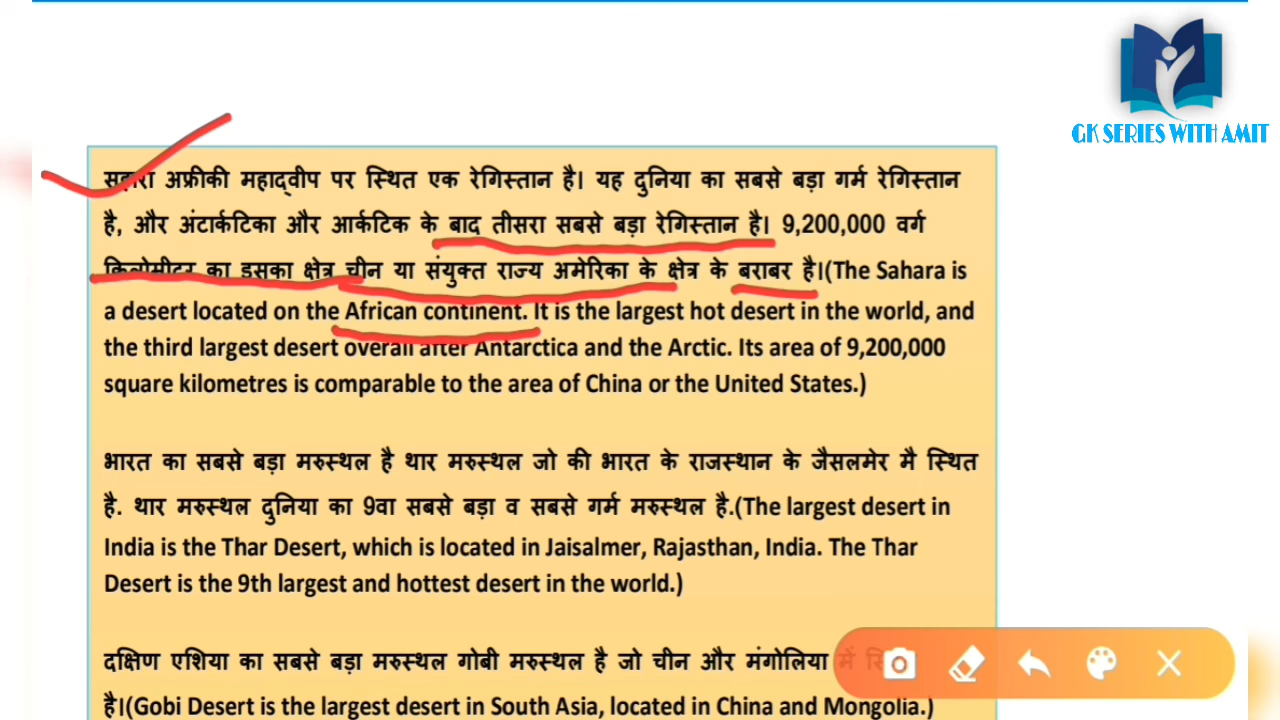 GK SERIES WITH AMIT
सहारा अफ्रीकी महाद्वीप पर स्थित एक रेगिस्तान है। यह दुनिया का सबसे बड़ा गर्म रेगिस्तान
है, और अंटार्कटिका और आर्कटिक के बाद तीसरा सबसे बड़ा रेगिस्तान है। 9,200,000 वर्ग
किलोमीटर का इसका क्षेत्र चीन या संयुक्त राज्य अमेरिका के क्षेत्र के बराबर है।(The Sahara is
a desert located on the African continent. It is the largest hot desert in the world, and
the third largest desert overall after Antarctica and the Arctic. Its area of 9,200,000
square kilometres is comparable to the area of China or the United States.)
भारत का सबसे बड़ा मरुस्थल है थार मरुस्थल जो की भारत के राजस्थान के जैसलमेर मै स्थित
है. थार मरुस्थल दुनिया का 9वा सबसे बड़ा व सबसे गर्म मरुस्थल है.(The largest desert in
India is the Thar Desert, which is located in Jaisalmer, Rajasthan, India. The Thar
Desert is the 9th largest and hottest desert in the world.)
दक्षिण एशिया का सबसे बड़ा मरुस्थल गोबी मरुस्थल है जो चीन और मंगोलिया में
है।(Gobi Desert is the largest desert in South Asia, located in China and Mongolia.)